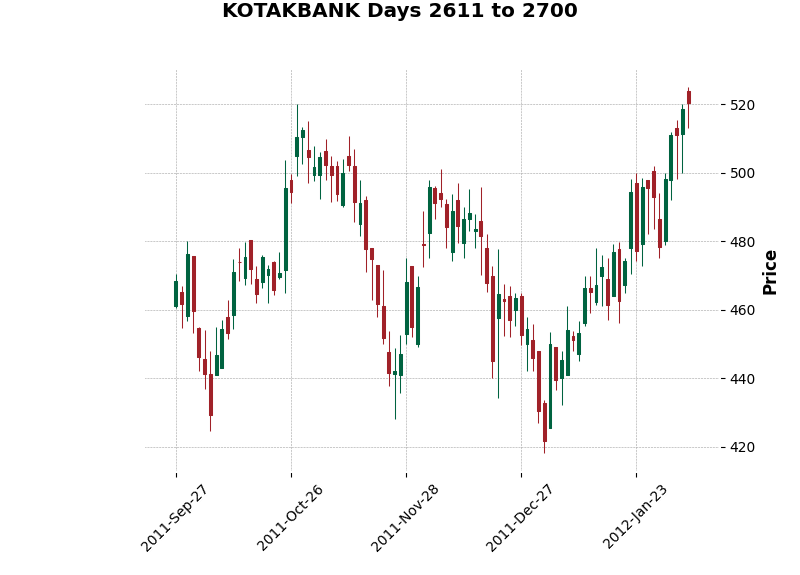 KOTAKBANK Days 2611 to 2700
520
500
480
460
440
420
Price
2011-Sep-27
2011-Oct-26
2011-Nov-28
2011-Dec-27
2012-Jan-23